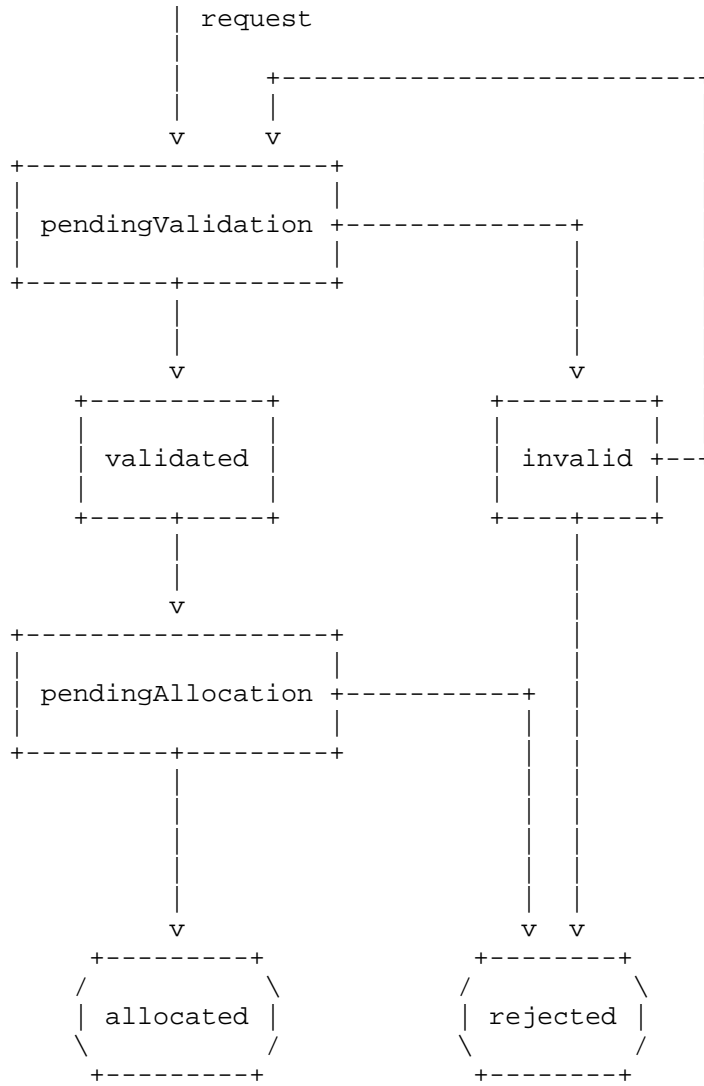 request
pendingValidation
validated
invalid
pendingAllocation
allocated
rejected